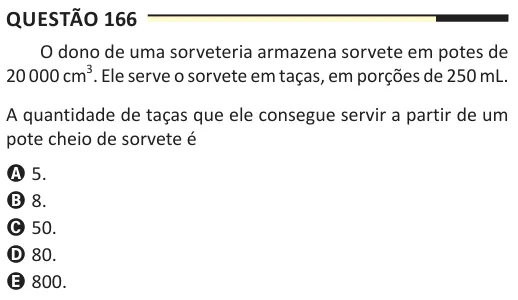 QUESTÃO 166
O dono de uma sorveteria armazena sorvete em potes de
20 000 cm³. Ele serve o sorvete em taças, em porções de 250 mL.
A quantidade de taças que ele consegue servir a partir de um
pote cheio de sorvete é
A 5.
B 8.
C 50.
D 80.
E 800.